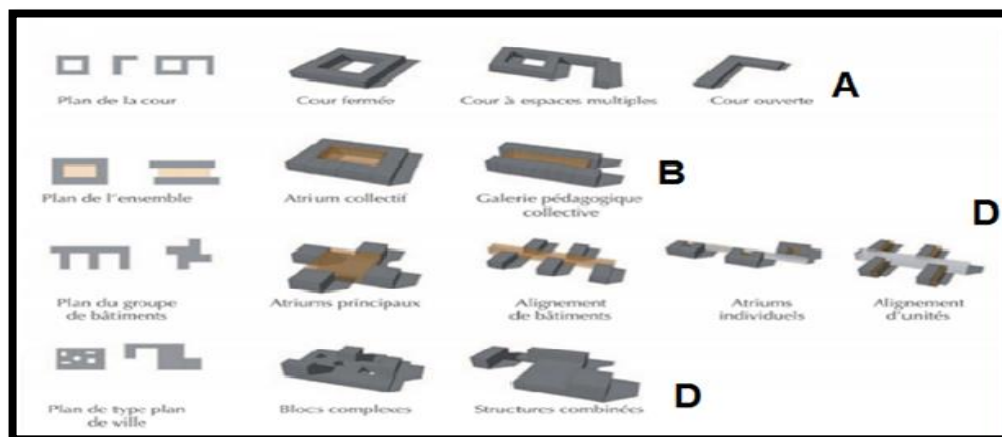 Plan de la cour
Cour fermée
Cour à espaces multiples
Cour ouverte
A
Plan de l'ensemble
Atrium collectif
Galerie pédagogique
collective
B
D
Plan du groupe
de bâtiments
Atriums principaux
Alignement
de bâtiments
Atriums
individuels
Alignement
d'unités
Plan de type plan
de ville
Blocs complexes
Structures combinées
D